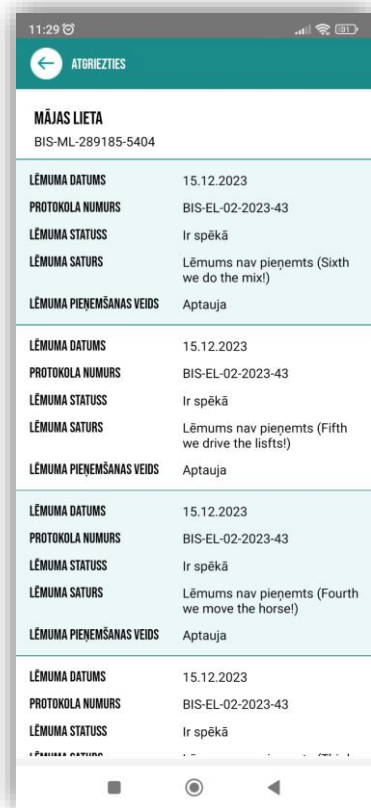 11:29
31
ATGRIEZTIES
MĀJAS LIETA
BIS-ML-289185-5404
LĒMUMA DATUMS 15.12.2023
PROTOKOLA NUMURS BIS-EL-02-2023-43
LĒMUMA STATUSS Ir spēkā
LĒMUMA SATURS Lēmums nav pieņemts (Sixth
we do the mix!)
LĒMUMA PIEŅEMŠANAS VEIDS Aptauja
LĒMUMA DATUMS 15.12.2023
PROTOKOLA NUMURS BIS-EL-02-2023-43
LĒMUMA STATUSS Ir spēkā
LĒMUMA SATURS Lēmums nav pieņemts (Fifth
we drive the lisfts!)
LĒMUMA PIEŅEMŠANAS VEIDS Aptauja
LĒMUMA DATUMS 15.12.2023
PROTOKOLA NUMURS BIS-EL-02-2023-43
LĒMUMA STATUSS Ir spēkā
LĒMUMA SATURS Lēmums nav pieņemts (Fourth
we move the horse!)
LĒMUMA PIEŅEMŠANAS VEIDS Aptauja
LĒMUMA DATUMS 15.12.2023
PROTOKOLA NUMURS BIS-EL-02-2023-43
LĒMUMA STATUSS Ir spēkā